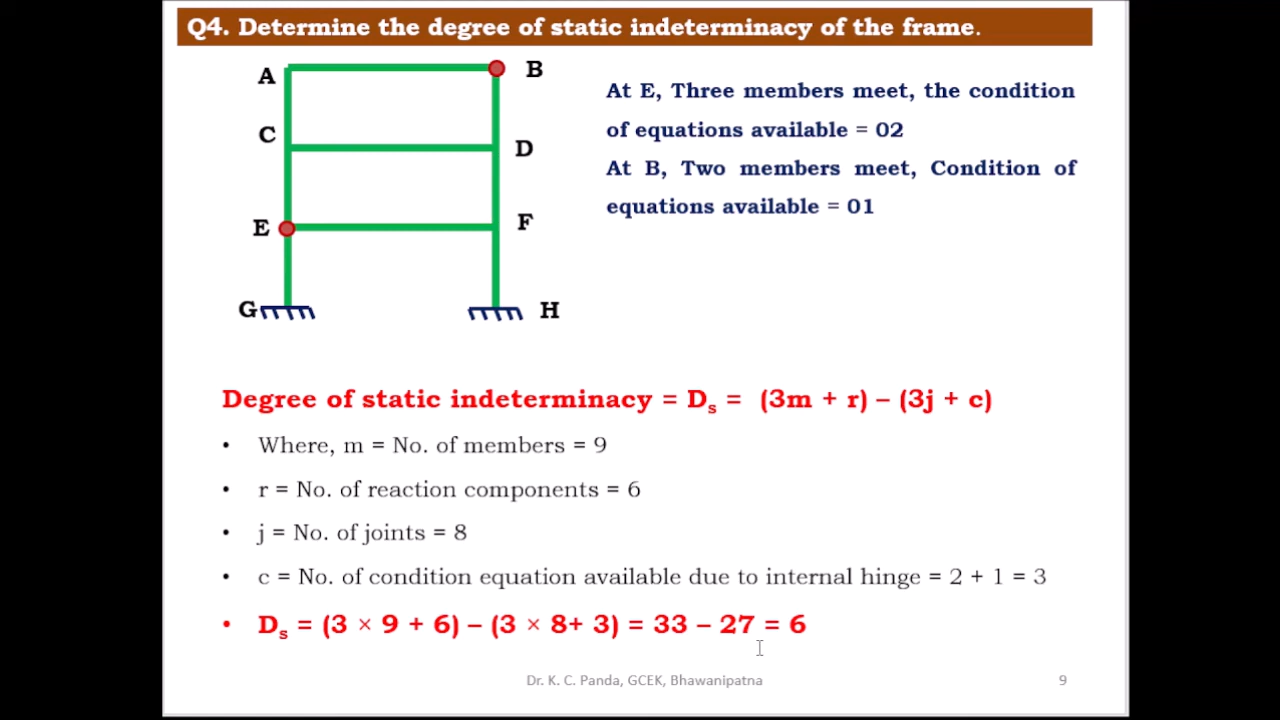 Q4. Determine the degree of static indeterminacy of the frame.
A
B
C
D
E
F
G
H
At E, Three members meet, the condition
of equations available = 02
At B, Two members meet, Condition of
equations available = 01
Degree of static indeterminacy = Ds = (3m + r) – (3j + c)
• Where, m = No. of members = 9
• r = No. of reaction components = 6
• j = No. of joints = 8
• c = No. of condition equation available due to internal hinge = 2 + 1 = 3
• Ds = (3 × 9 + 6) – (3 × 8+ 3) = 33 – 27 = 6
Dr. K. C. Panda, GCEK, Bhawanipatna
9